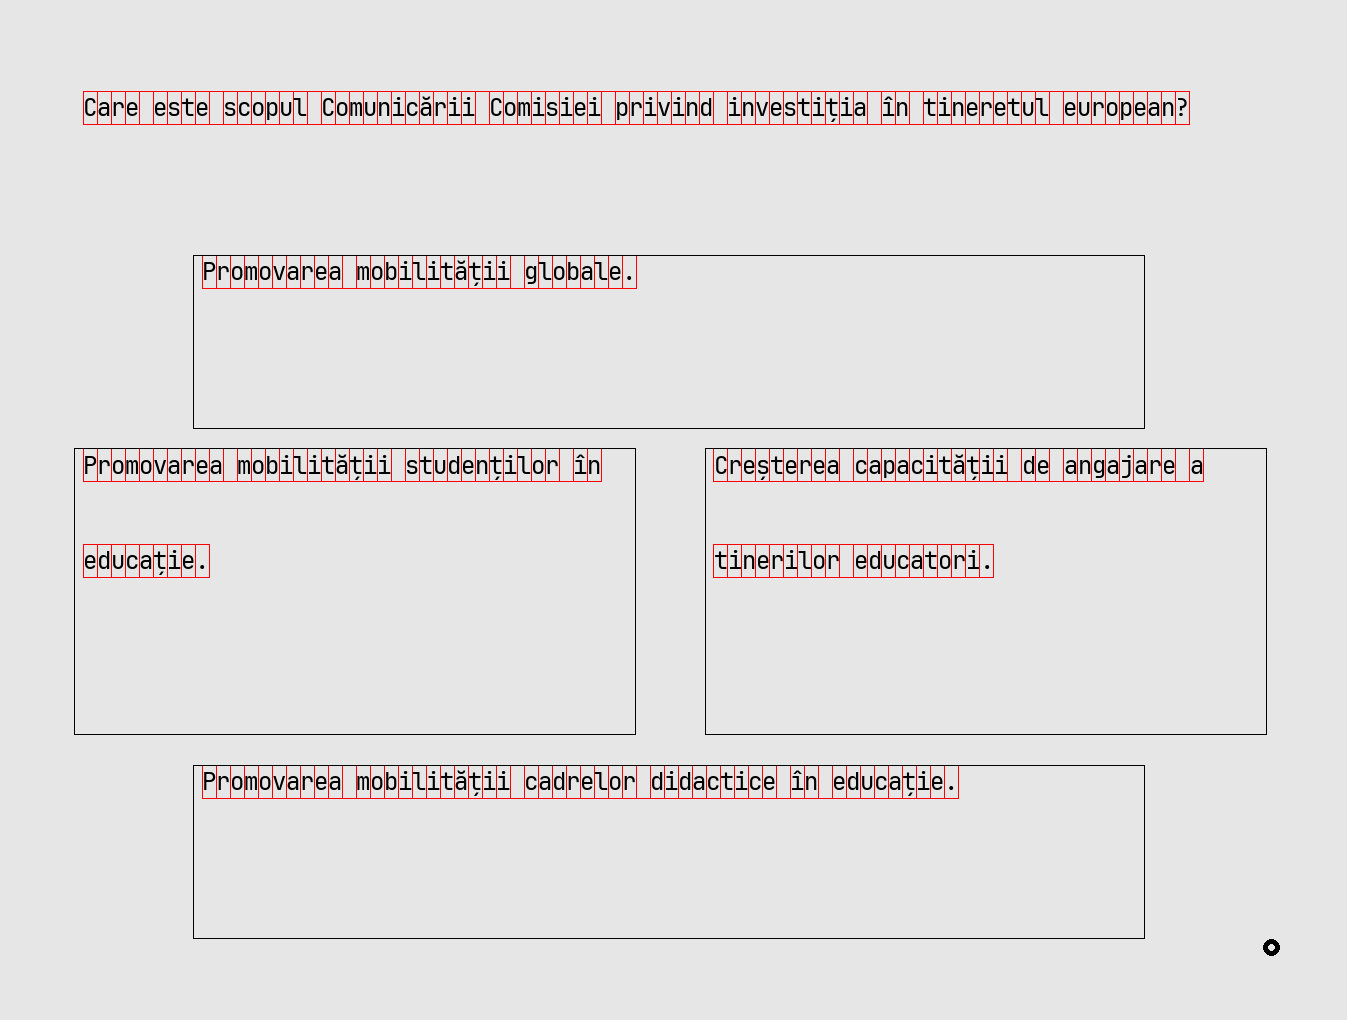 Care este scopul Comunicării Comisiei privind investiția în tineretul european?
Promovarea mobilității globale.
Promovarea mobilității studenților în
educație.
Creșterea capacității de angajare a
tinerilor educatori.
Promovarea mobilității cadrelor didactice în educație.